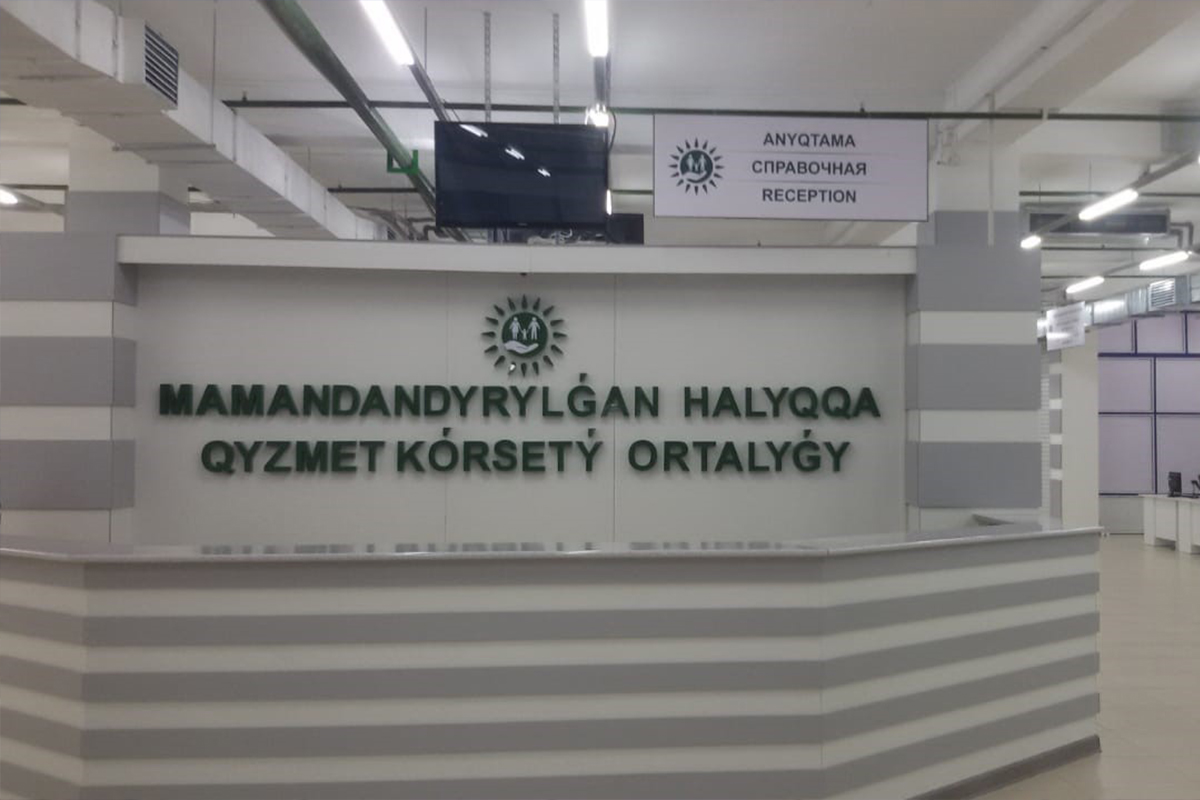 ANYQTAMA
СПРАВОЧНАЯ
RECEPTION
MAMANDANDYRYLǴAN HALYQQA
QYZMET KÓRSETÝ ORTALYǴY